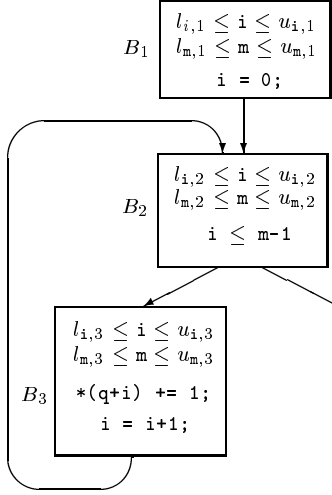 B₁
l_{i,1} ≤ i ≤ u_{i,1}
l_{m,1} ≤ m ≤ u_{m,1}
i = 0;
B₂
l_{i,2} ≤ i ≤ u_{i,2}
l_{m,2} ≤ m ≤ u_{m,2}
i ≤ m-1
B₃
l_{i,3} ≤ i ≤ u_{i,3}
l_{m,3} ≤ m ≤ u_{m,3}
*(q+i) += 1;
i = i+1;